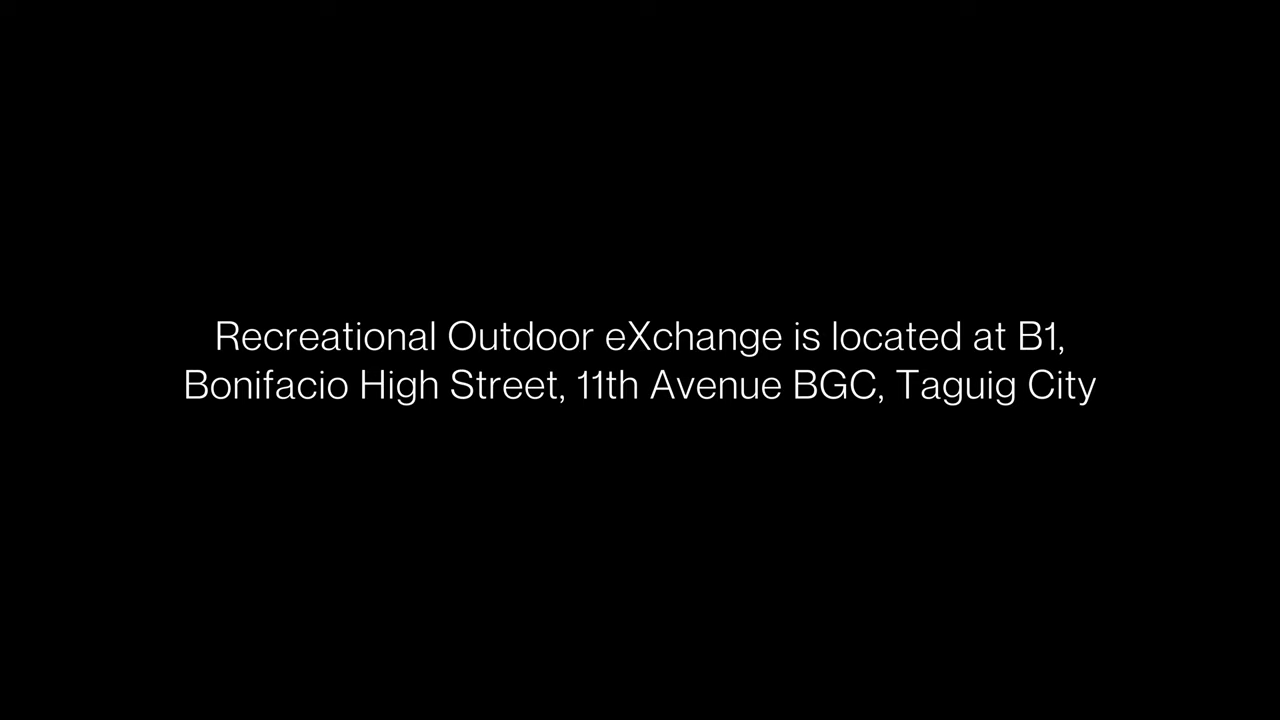 Recreational Outdoor eXchange is located at B1,
Bonifacio High Street, 11th Avenue BGC, Taguig City